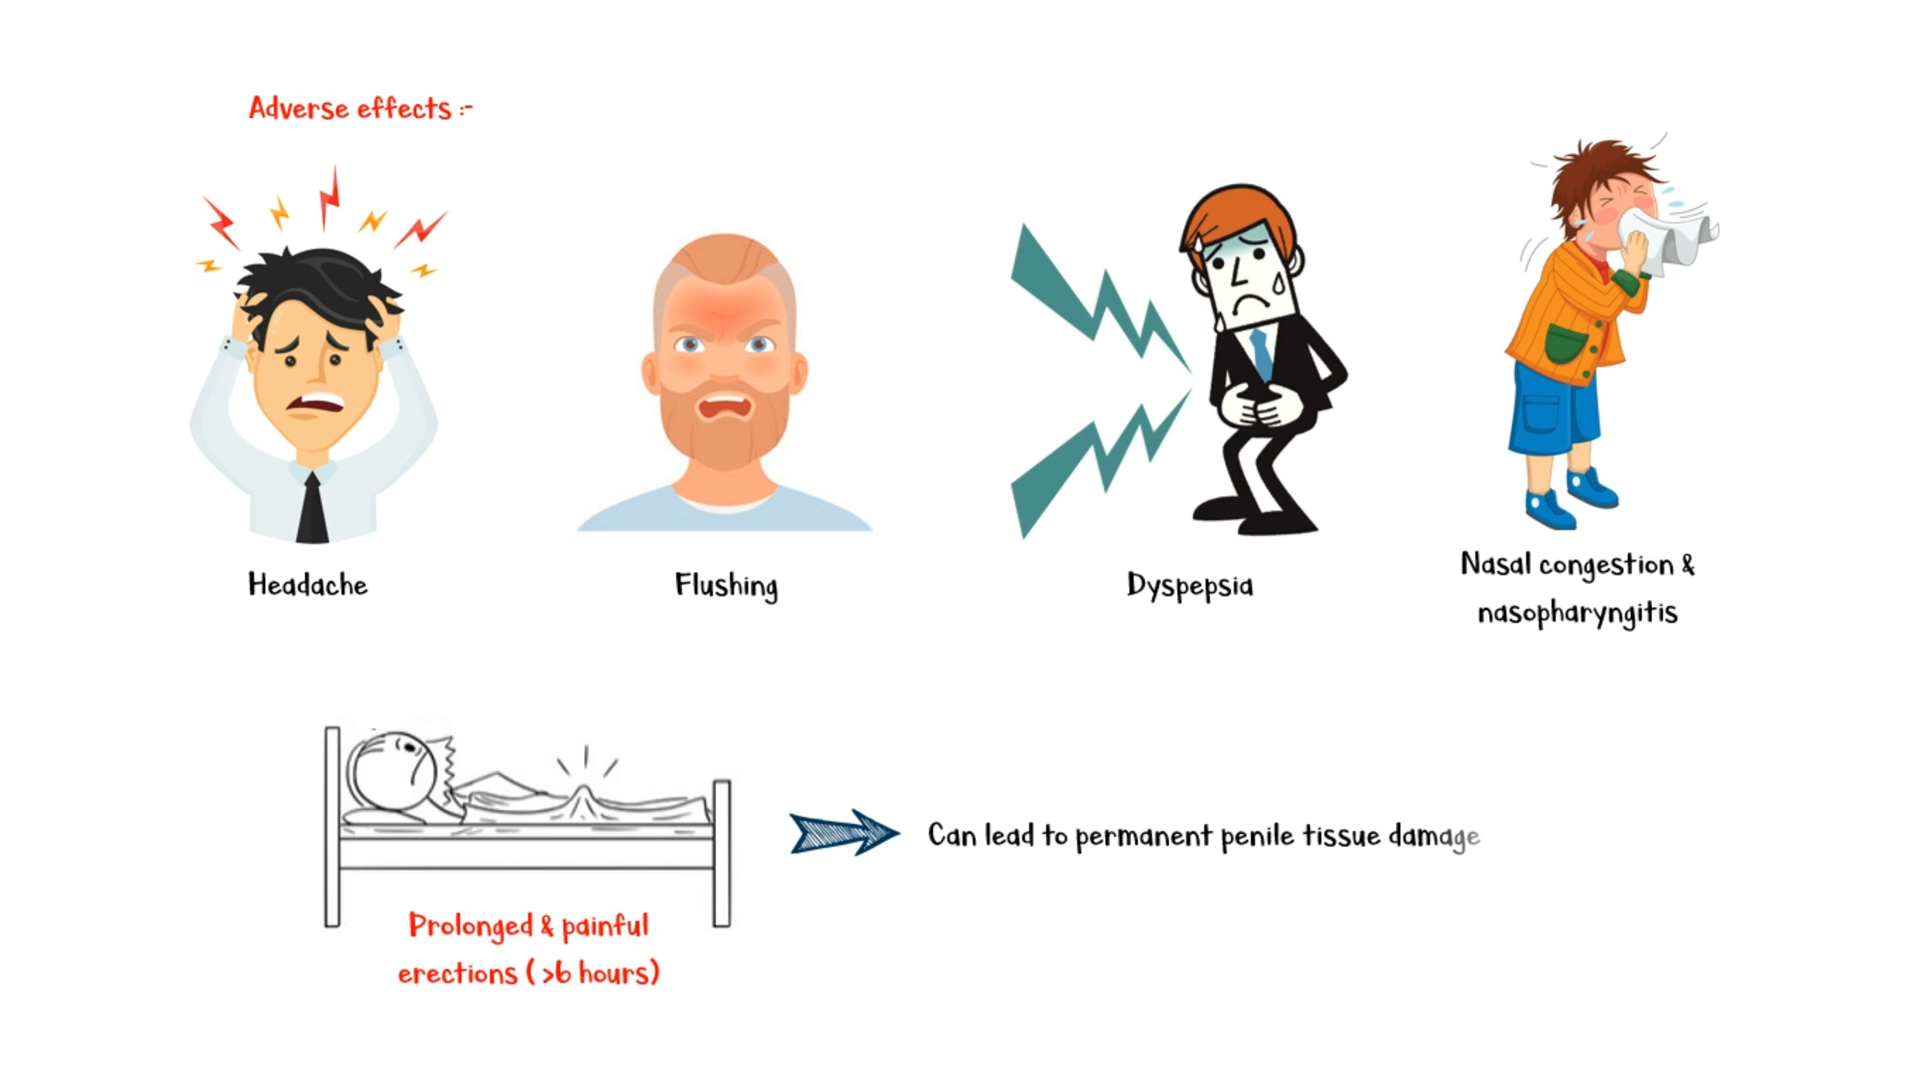 Adverse effects :-
Headache
Flushing
Dyspepsia
Nasal congestion &
nasopharyngitis
Can lead to permanent penile tissue damage
Prolonged & painful
erections ( >6 hours)